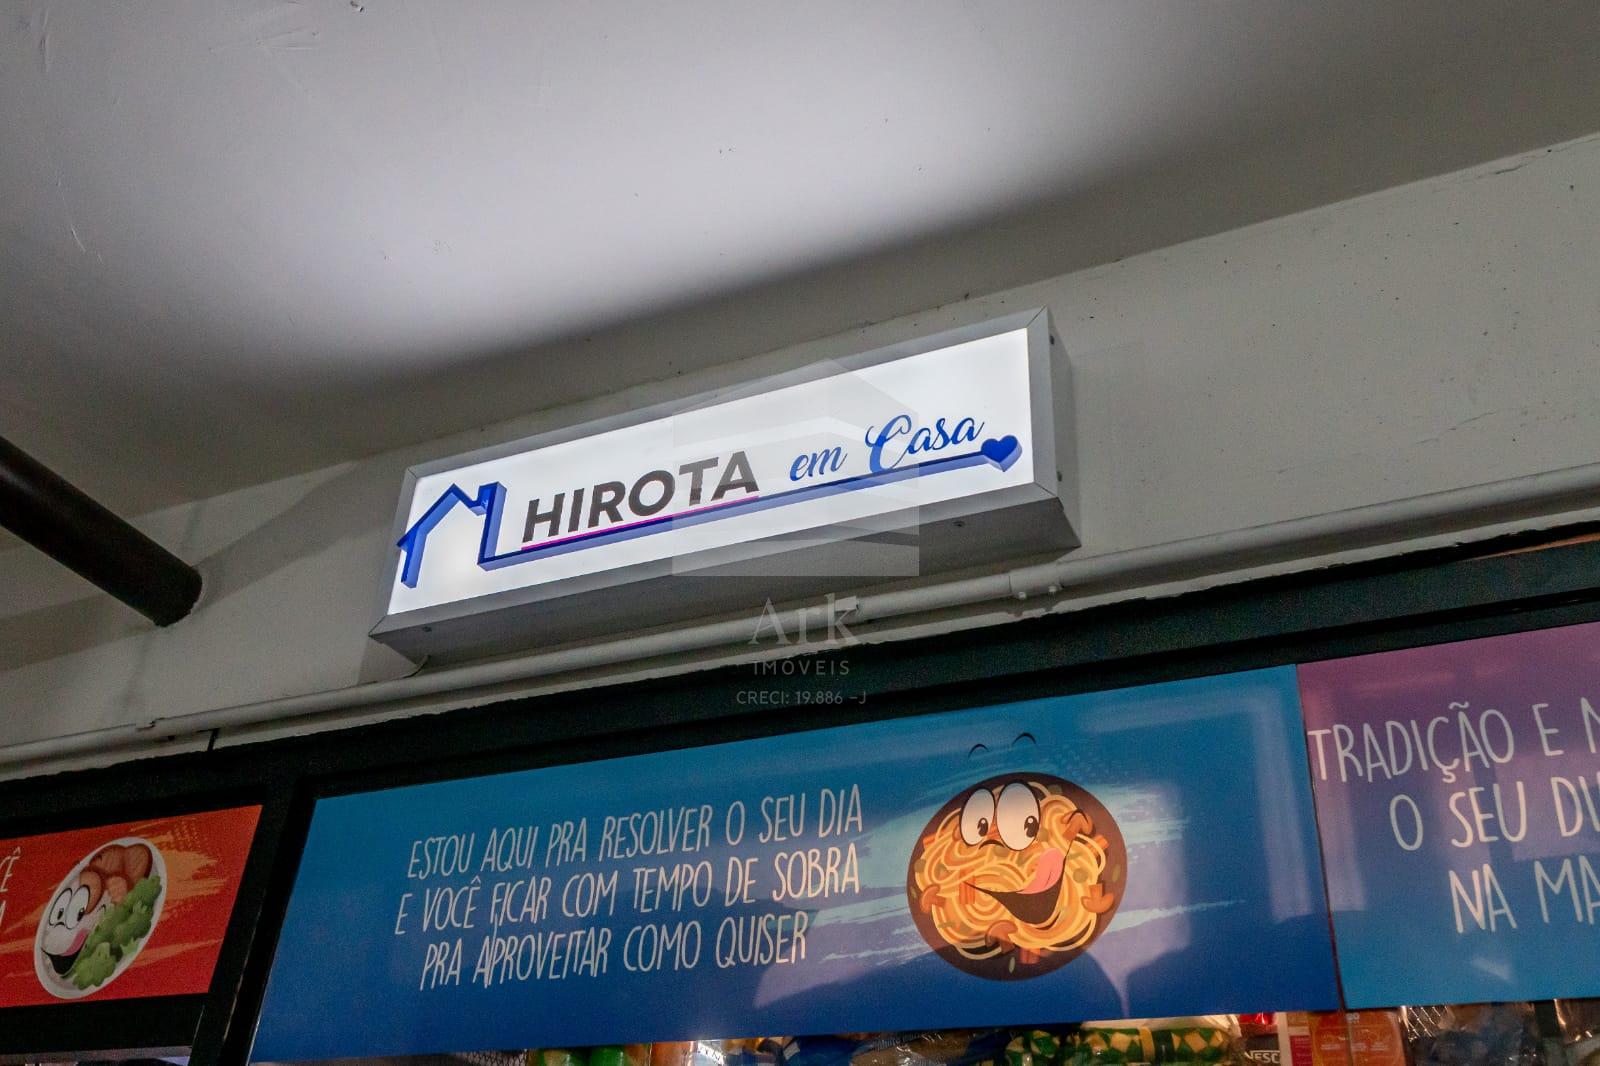 HIROTA em Casa
Ark
IMÓVEIS
CRECI: 19.886 -J
ESTOU AQUI PRA RESOLVER O SEU DIA
E VOCÊ FICAR COM TEMPO DE SOBRA
PRA APROVEITAR COMO QUISER
TRADIÇÃO E
O SEU
NA